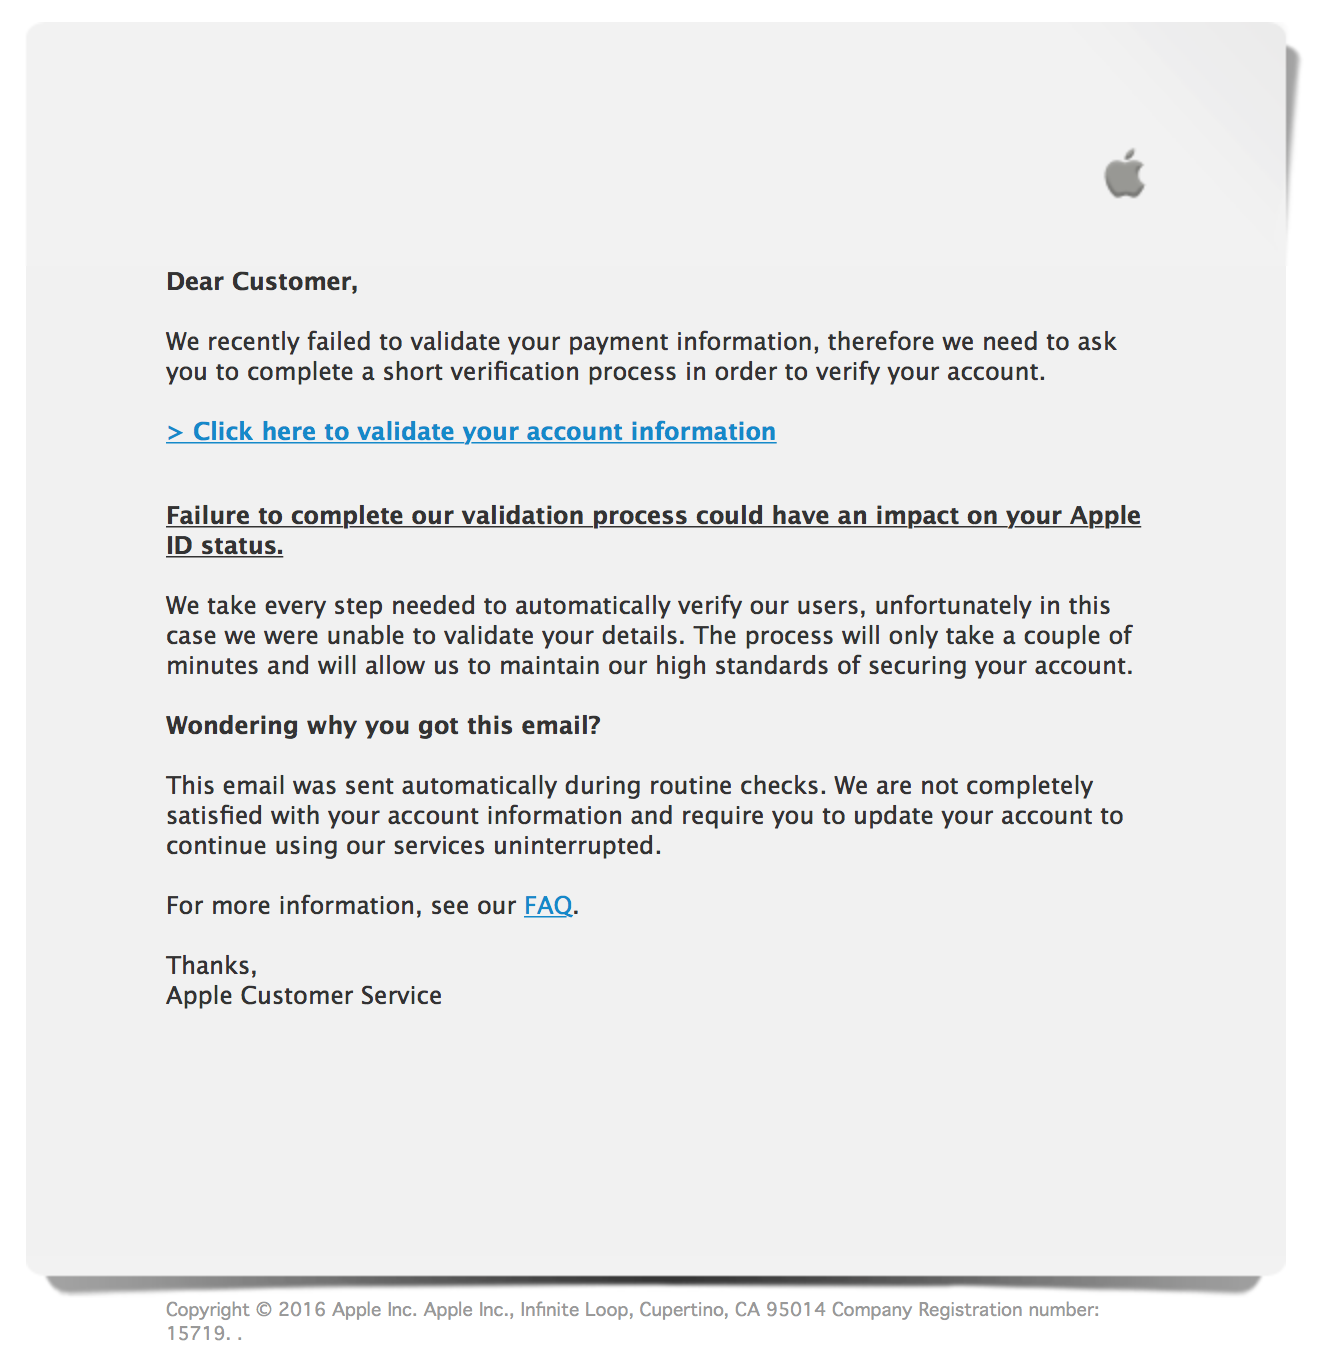 Dear Customer,
We recently failed to validate your payment information, therefore we need to ask
you to complete a short verification process in order to verify your account.
> Click here to validate your account information
Failure to complete our validation process could have an impact on your Apple
ID status.
We take every step needed to automatically verify our users, unfortunately in this
case we were unable to validate your details. The process will only take a couple of
minutes and will allow us to maintain our high standards of securing your account.
Wondering why you got this email?
This email was sent automatically during routine checks. We are not completely
satisfied with your account information and require you to update your account to
continue using our services uninterrupted.
For more information, see our FAQ.
Thanks,
Apple Customer Service
Copyright © 2016 Apple Inc. Apple Inc., Infinite Loop, Cupertino, CA 95014 Company Registration number:
15719. .